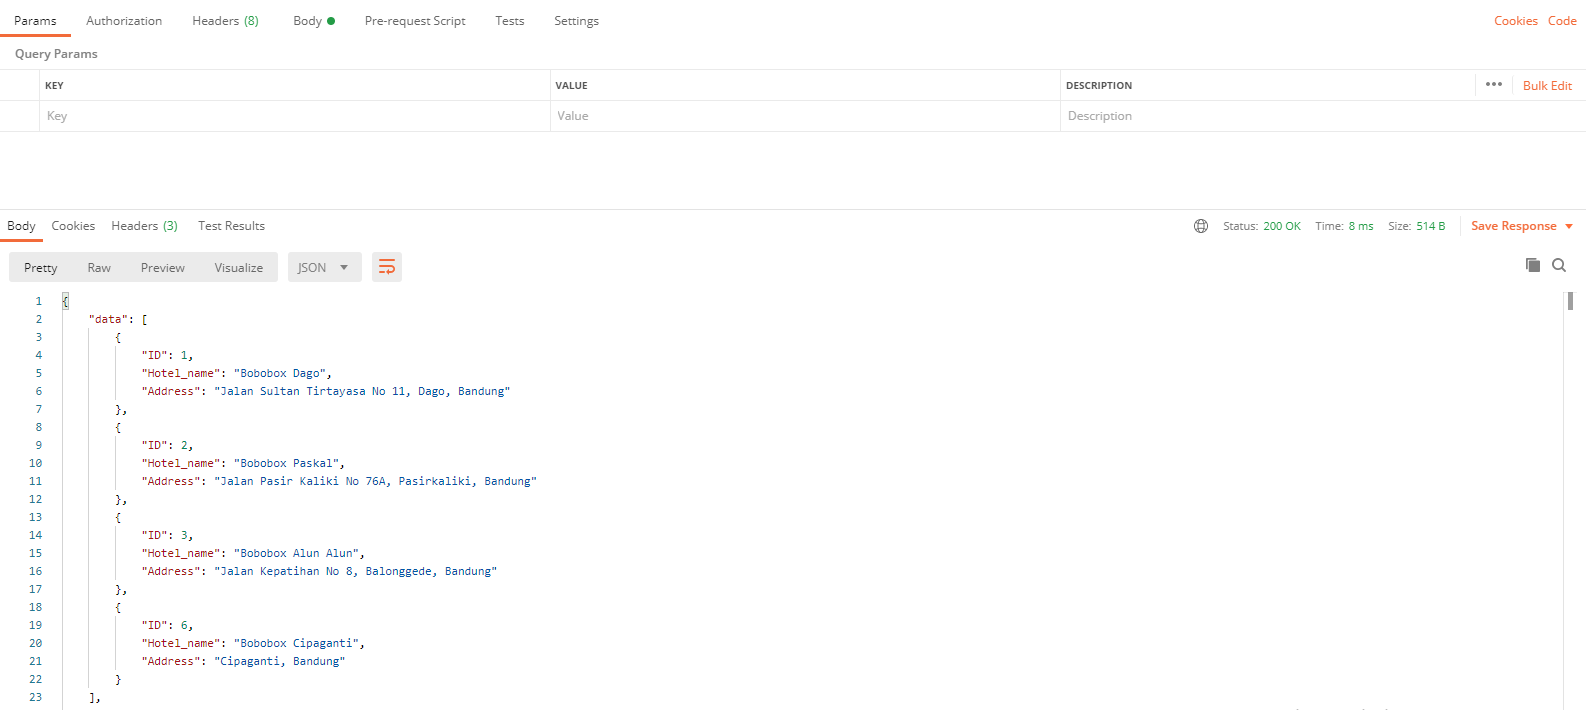 Params Authorization Headers (8) Body Pre-request Script Tests Settings Cookies Code
Query Params
KEY VALUE DESCRIPTION ••• Bulk Edit
Key Value Description
Body Cookies Headers (3) Test Results Status: 200 OK Time: 8 ms Size: 514 B Save Response
Pretty Raw Preview Visualize JSON
1 {
2 "data": [
3 {
4 "ID": 1,
5 "Hotel_name": "Bobobox Dago",
6 "Address": "Jalan Sultan Tirtayasa No 11, Dago, Bandung"
7 },
8 {
9 "ID": 2,
10 "Hotel_name": "Bobobox Paskal",
11 "Address": "Jalan Pasir Kaliki No 76A, Pasirkaliki, Bandung"
12 },
13 {
14 "ID": 3,
15 "Hotel_name": "Bobobox Alun Alun",
16 "Address": "Jalan Kepatihan No 8, Balonggede, Bandung"
17 },
18 {
19 "ID": 6,
20 "Hotel_name": "Bobobox Cipaganti",
21 "Address": "Cipaganti, Bandung"
22 }
23 ],